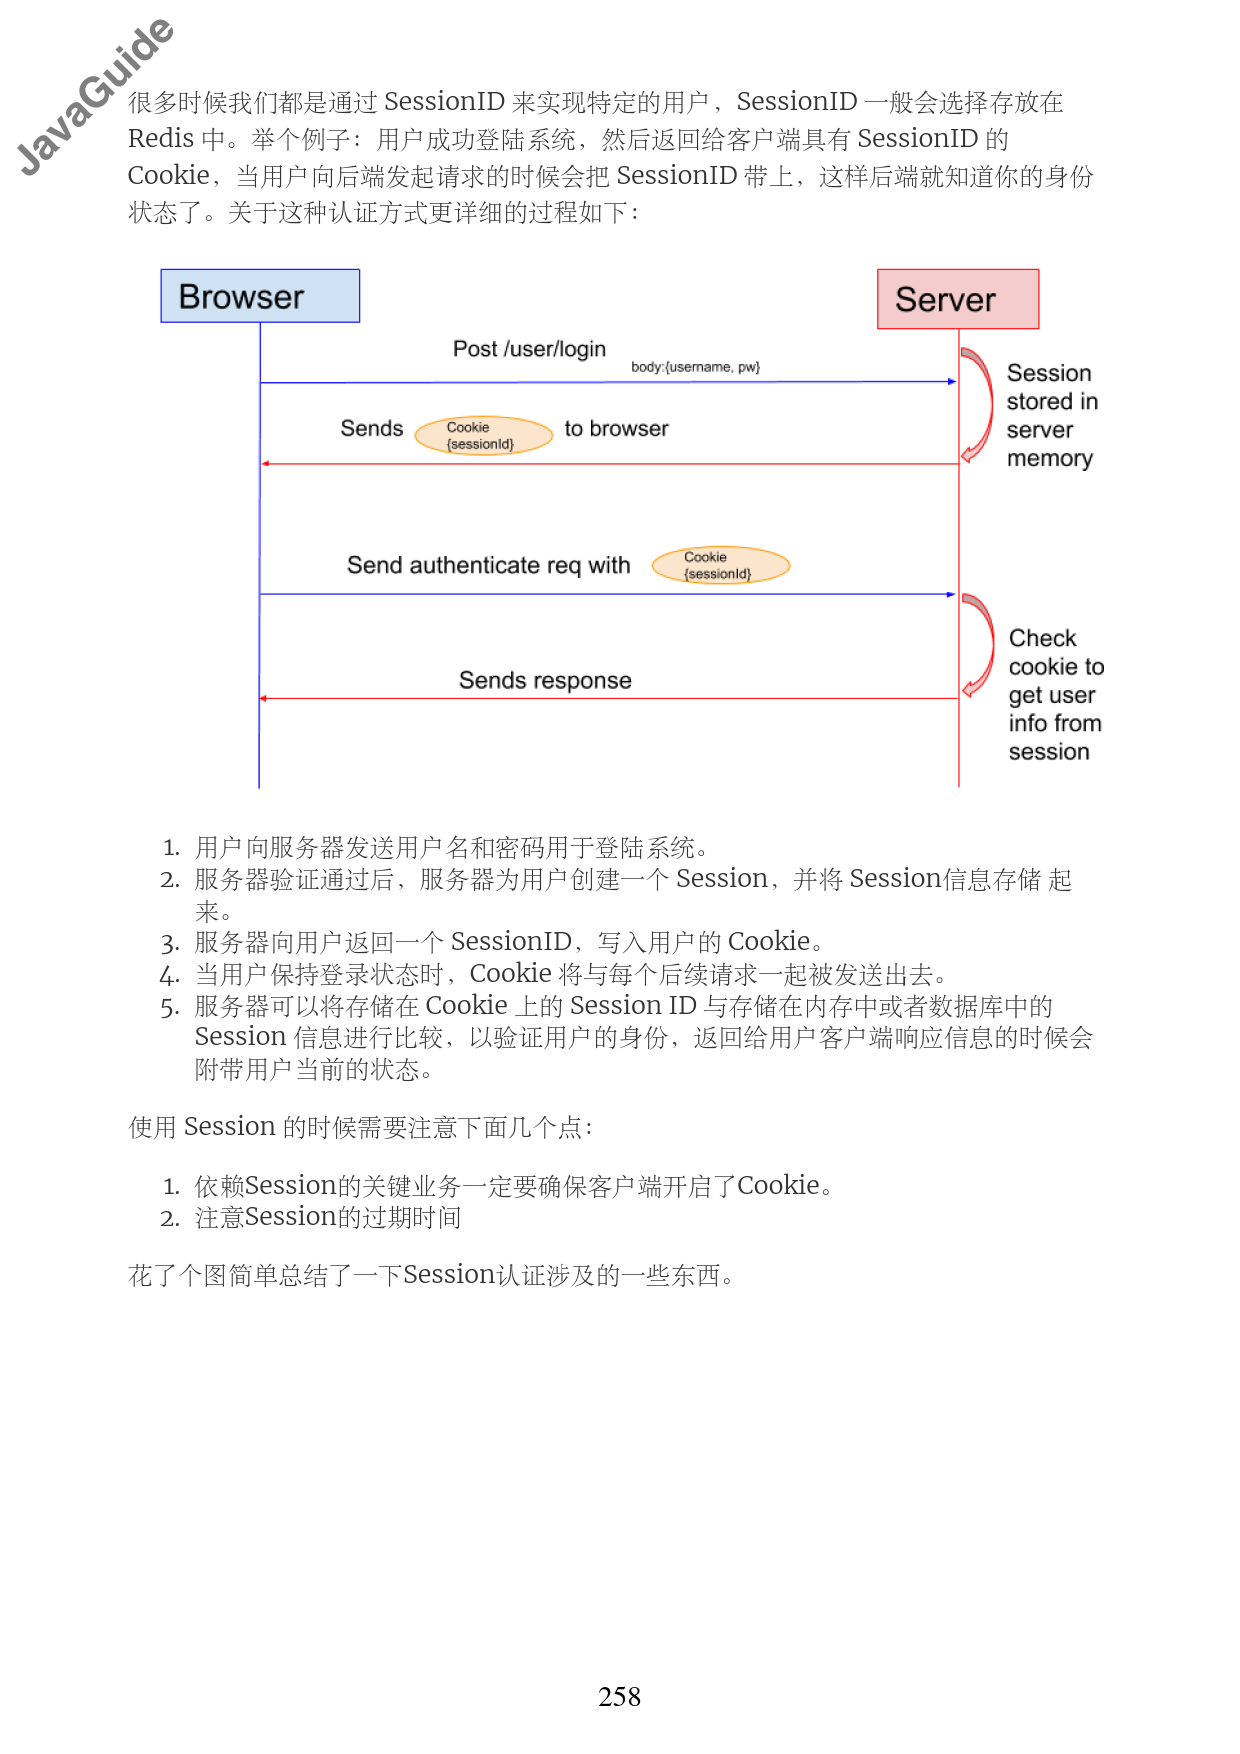 JavaGuide
很多时候我们都是通过 SessionID 来实现特定的用户，SessionID 一般会选择存放在
Redis 中。举个例子：用户成功登陆系统，然后返回给客户端具有 SessionID 的
Cookie，当用户向后端发起请求的时候会把 SessionID 带上，这样后端就知道你的身份
状态了。关于这种认证方式更详细的过程如下：
Browser
Server
Post /user/login
body:{username, pw}
Session
stored in
server
memory
Sends
Cookie
{sessionId}
to browser
Send authenticate req with
Cookie
{sessionId}
Check
cookie to
get user
info from
session
Sends response
1. 用户向服务器发送用户名和密码用于登陆系统。
2. 服务器验证通过后，服务器为用户创建一个 Session，并将 Session信息存储 起
来。
3. 服务器向用户返回一个 SessionID，写入用户的 Cookie。
4. 当用户保持登录状态时，Cookie 将与每个后续请求一起被发送出去。
5. 服务器可以将存储在 Cookie 上的 Session ID 与存储在内存中或者数据库中的
Session 信息进行比较，以验证用户的身份，返回给用户客户端响应信息的时候会
附带用户当前的状态。
使用 Session 的时候需要注意下面几个点：
1. 依赖Session的关键业务一定要确保客户端开启了Cookie。
2. 注意Session的过期时间
花了个图简单总结了一下Session认证涉及的一些东西。
258